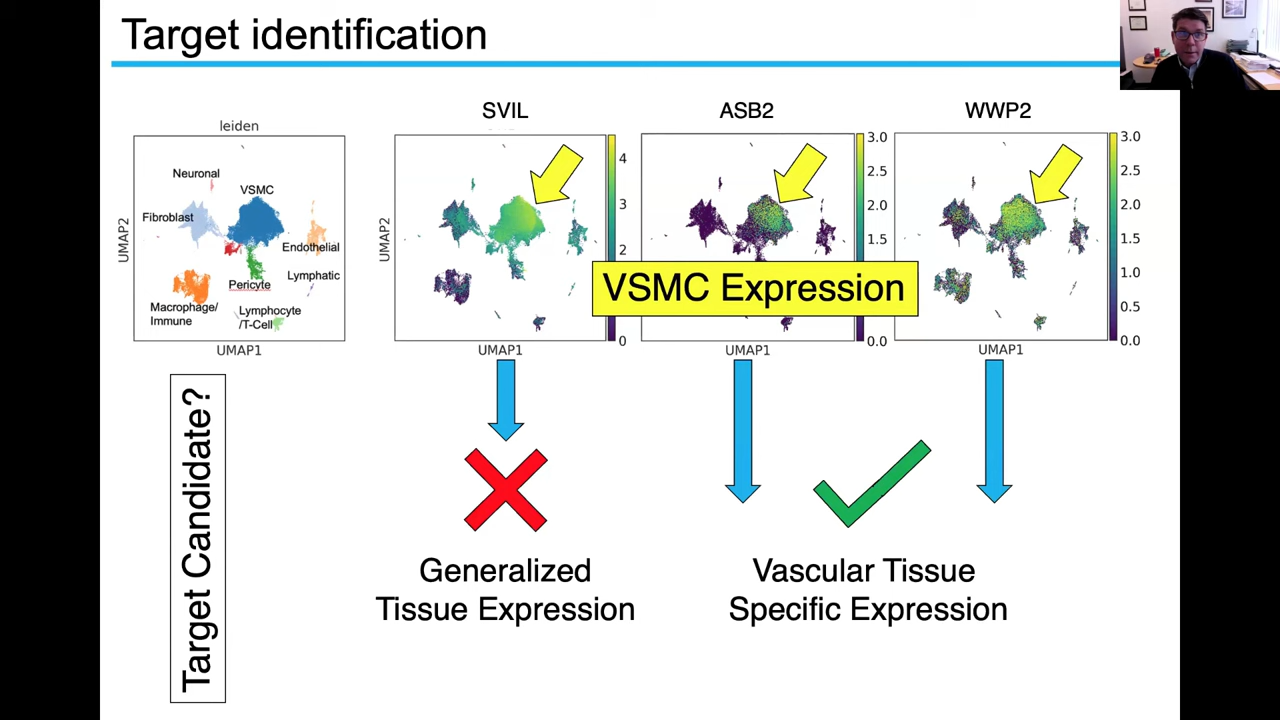 Target identification
SVIL
ASB2
WWP2
leiden
Neuronal
VSMC
Fibroblast
Endothelial
Lymphatic
Pericyte
Macrophage/
Immune
Lymphocyte
/T-Cell
UMAP2
UMAP1
UMAP2
UMAP1
4
3
2
0
UMAP1
3.0
2.5
2.0
1.5
0.0
UMAP1
3.0
2.5
2.0
1.5
1.0
0.5
0.0
VSMC Expression
Target Candidate?
Generalized
Tissue Expression
Vascular Tissue
Specific Expression